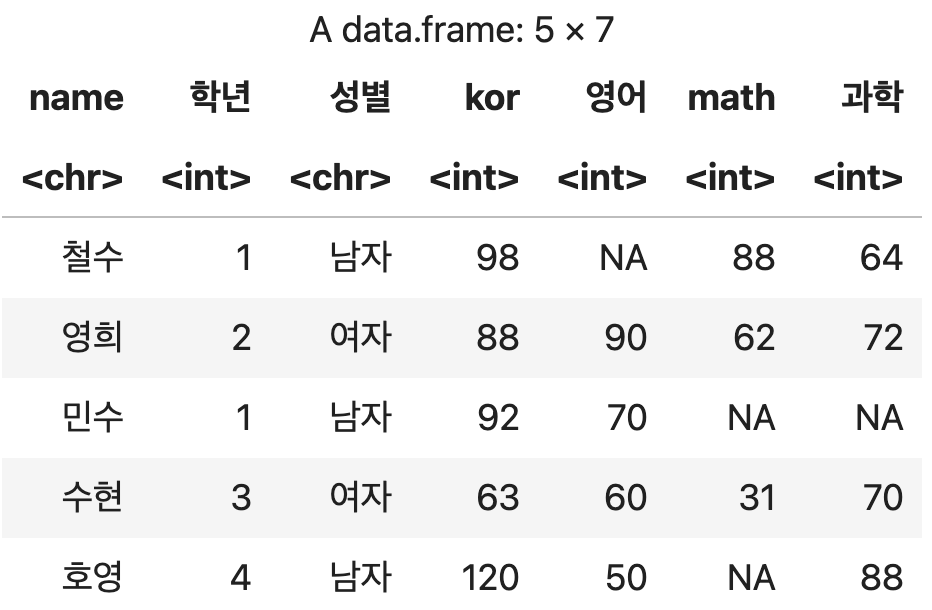 A data.frame: 5 × 7
name 학년 성별 kor 영어 math 과학
<chr> <int> <chr> <int> <int> <int> <int>
철수 1 남자 98 NA 88 64
영희 2 여자 88 90 62 72
민수 1 남자 92 70 NA NA
수현 3 여자 63 60 31 70
호영 4 남자 120 50 NA 88